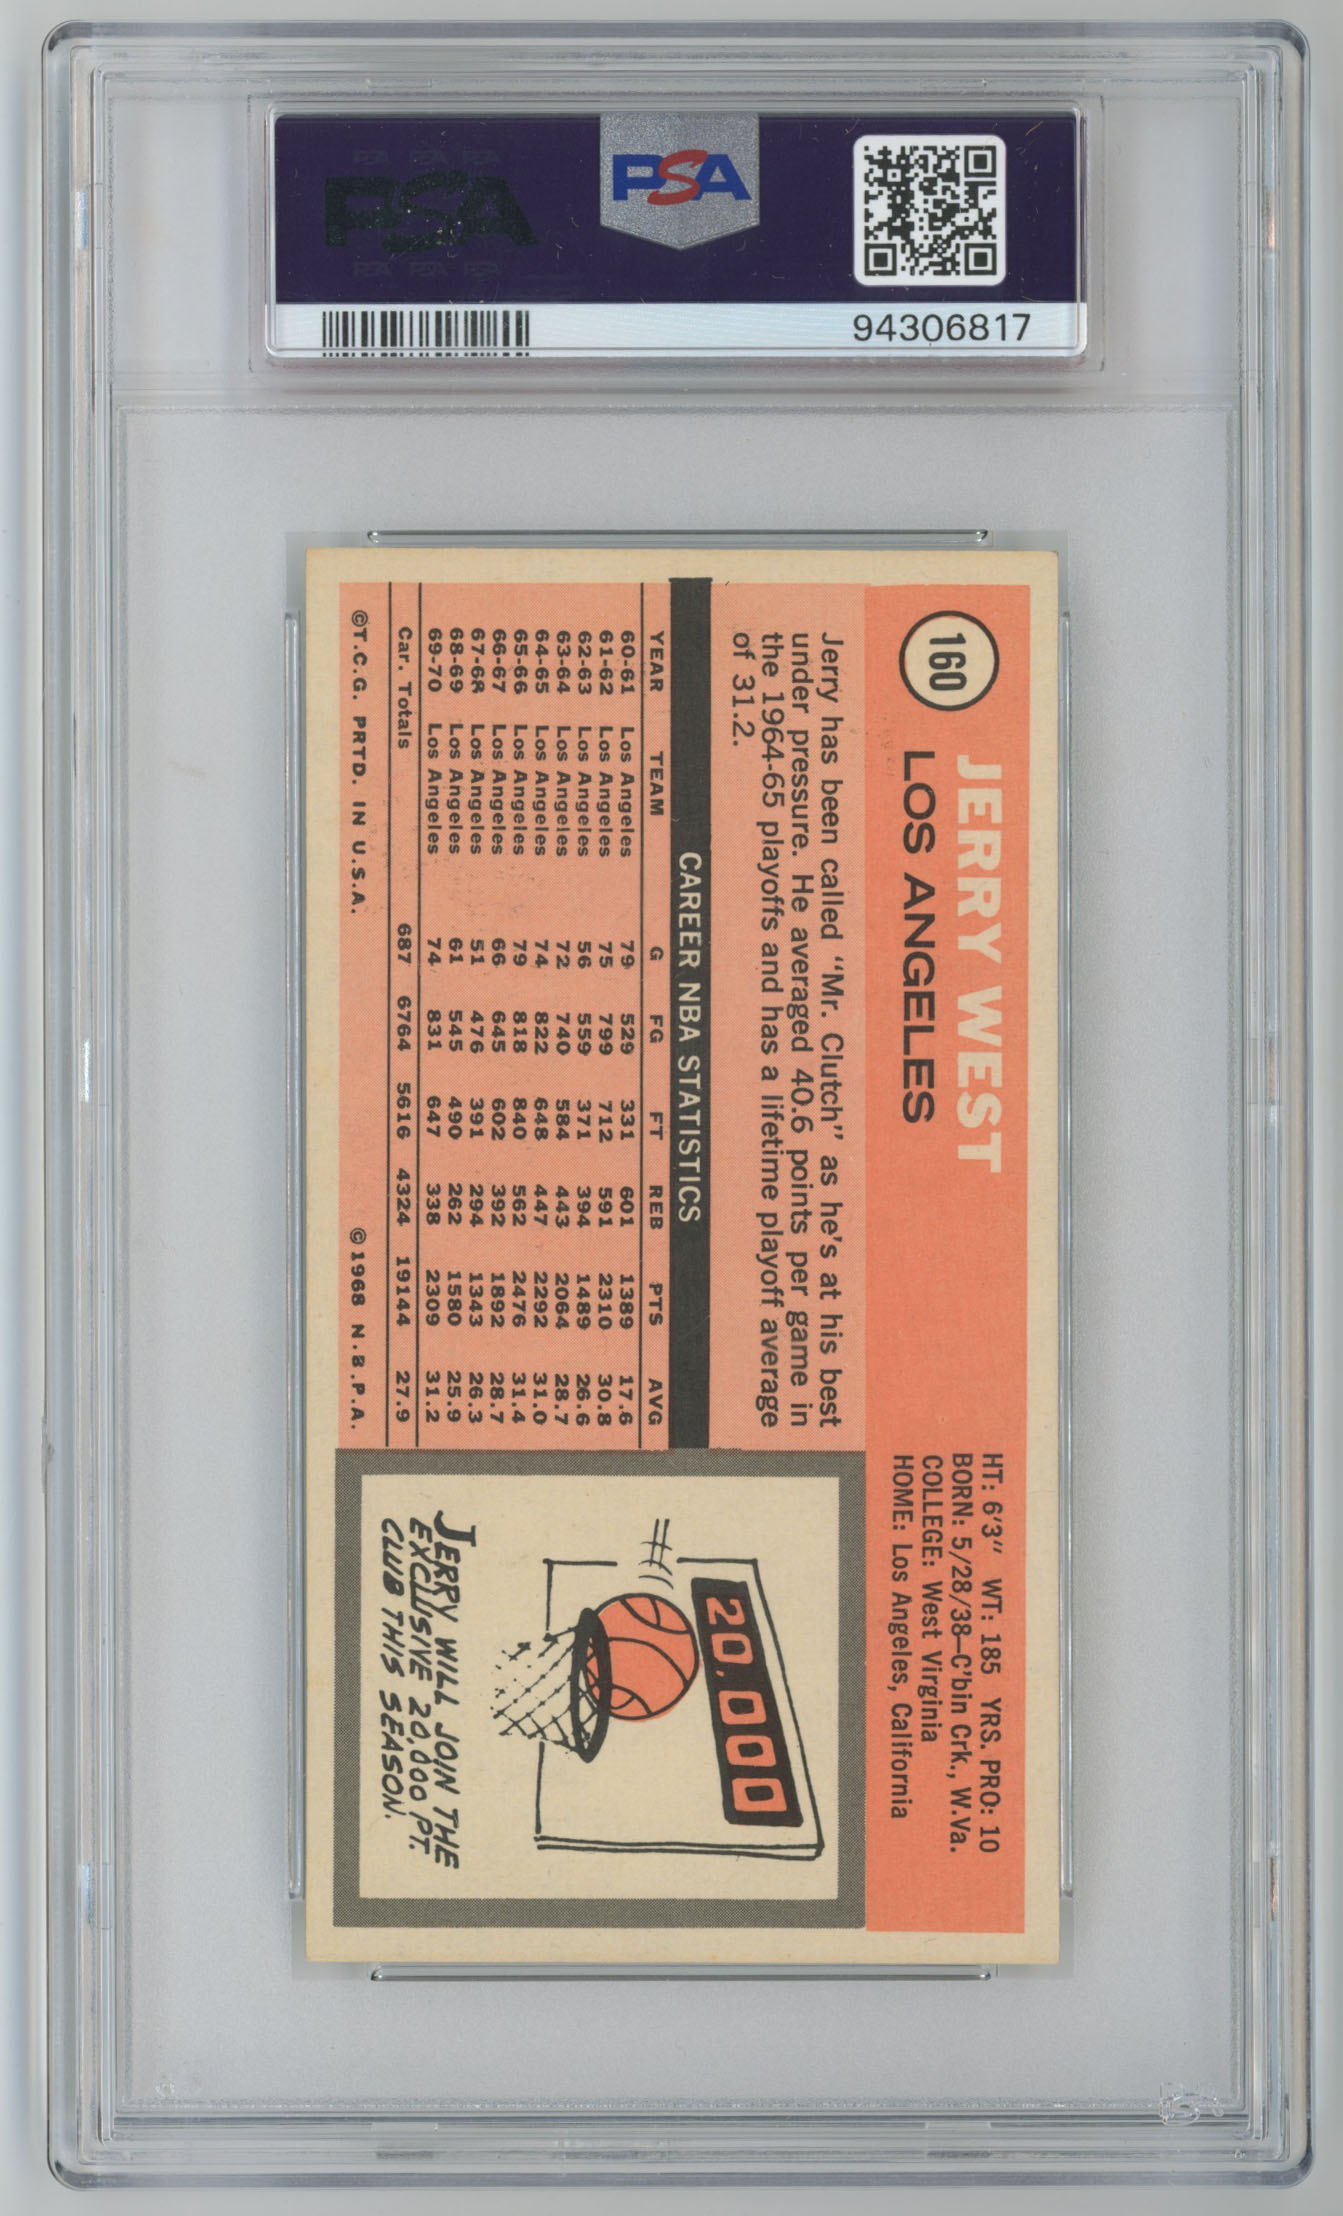 PSA
PSA
94306817
160
JERRY WEST
LOS ANGELES
HT: 6'3" WT: 185 YRS. PRO: 10
BORN: 5/28/38—C'bin Crk., W.Va.
COLLEGE: West Virginia
HOME: Los Angeles, California
Jerry has been called "Mr. Clutch" as he's at his best
under pressure. He averaged 40.6 points per game in
the 1964-65 playoffs and has a lifetime playoff average
of 31.2.
CAREER NBA STATISTICS
YEAR TEAM G FG FT REB PTS AVG
60-61 Los Angeles 79 529 331 601 1389 17.6
61-62 Los Angeles 75 799 712 591 2310 30.8
62-63 Los Angeles 56 559 371 394 1489 26.6
63-64 Los Angeles 72 740 584 443 2064 28.7
64-65 Los Angeles 74 822 648 447 2292 31.0
65-66 Los Angeles 79 818 840 562 2476 31.4
66-67 Los Angeles 66 645 602 392 1892 28.7
67-68 Los Angeles 51 476 391 294 1343 26.3
68-69 Los Angeles 61 545 490 262 1580 25.9
69-70 Los Angeles 74 831 647 338 2309 31.2
Car. Totals 687 6764 5616 4324 19144 27.9
©T.C.G. PRTD. IN U.S.A. ©1968 N.B.P.A.
20,000
JERRY WILL JOIN THE
EXCLUSIVE 20,000 PT.
CLUB THIS SEASON.